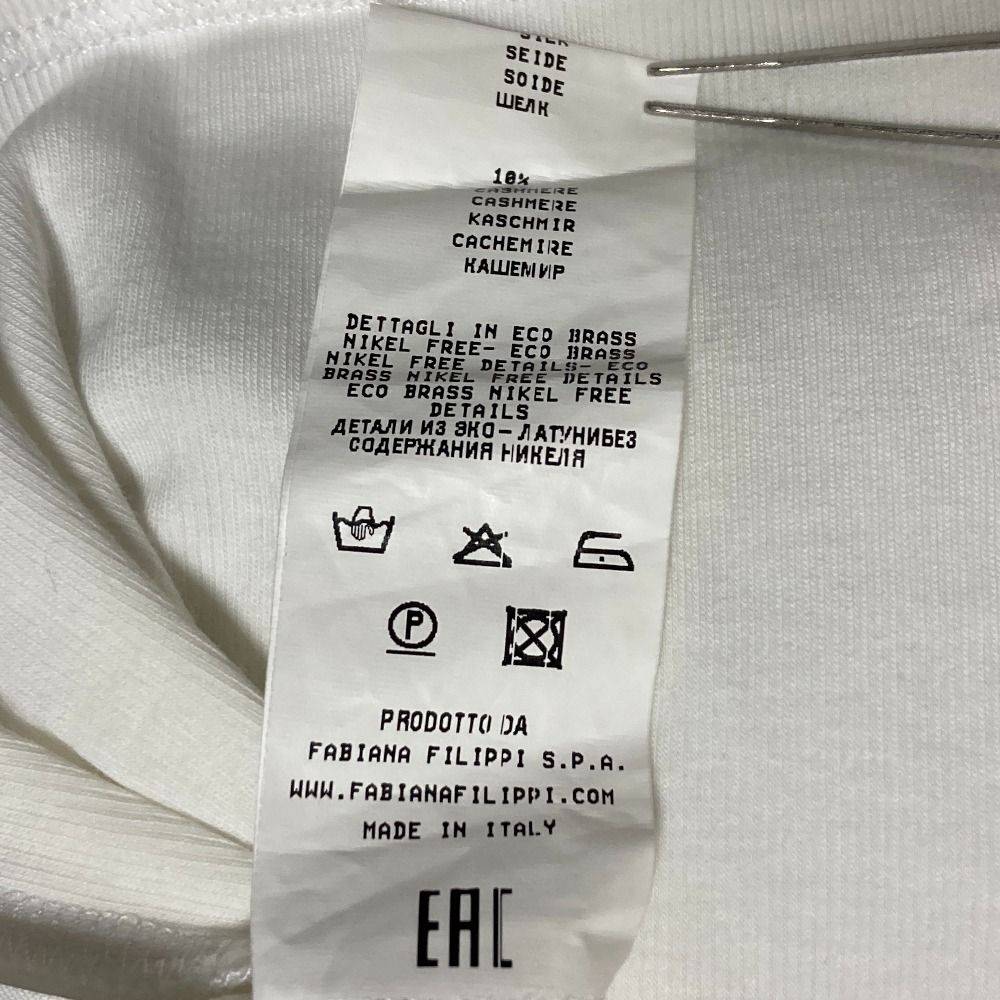 SILK
SEIDE
SOIDE
ШЕЛК
10%
CASHMERE
CASHMERE
KASCHMIR
CACHEMIRE
КАШЕМИР
DETTAGLI IN ECO BRASS
NIKEL FREE- ECO BRASS
NIKEL FREE DETAILS- ECO
BRASS NIKEL FREE DETAILS
ECO BRASS NIKEL FREE
DETAILS
ДЕТАЛИ ИЗ ЭКО-ЛАТУНИБЕЗ
СОДЕРЖАНИЯ НИКЕЛЯ
P
PRODOTTO DA
FABIANA FILIPPI S.P.A.
WWW.FABIANAFILIPPI.COM
MADE IN ITALY
EAC